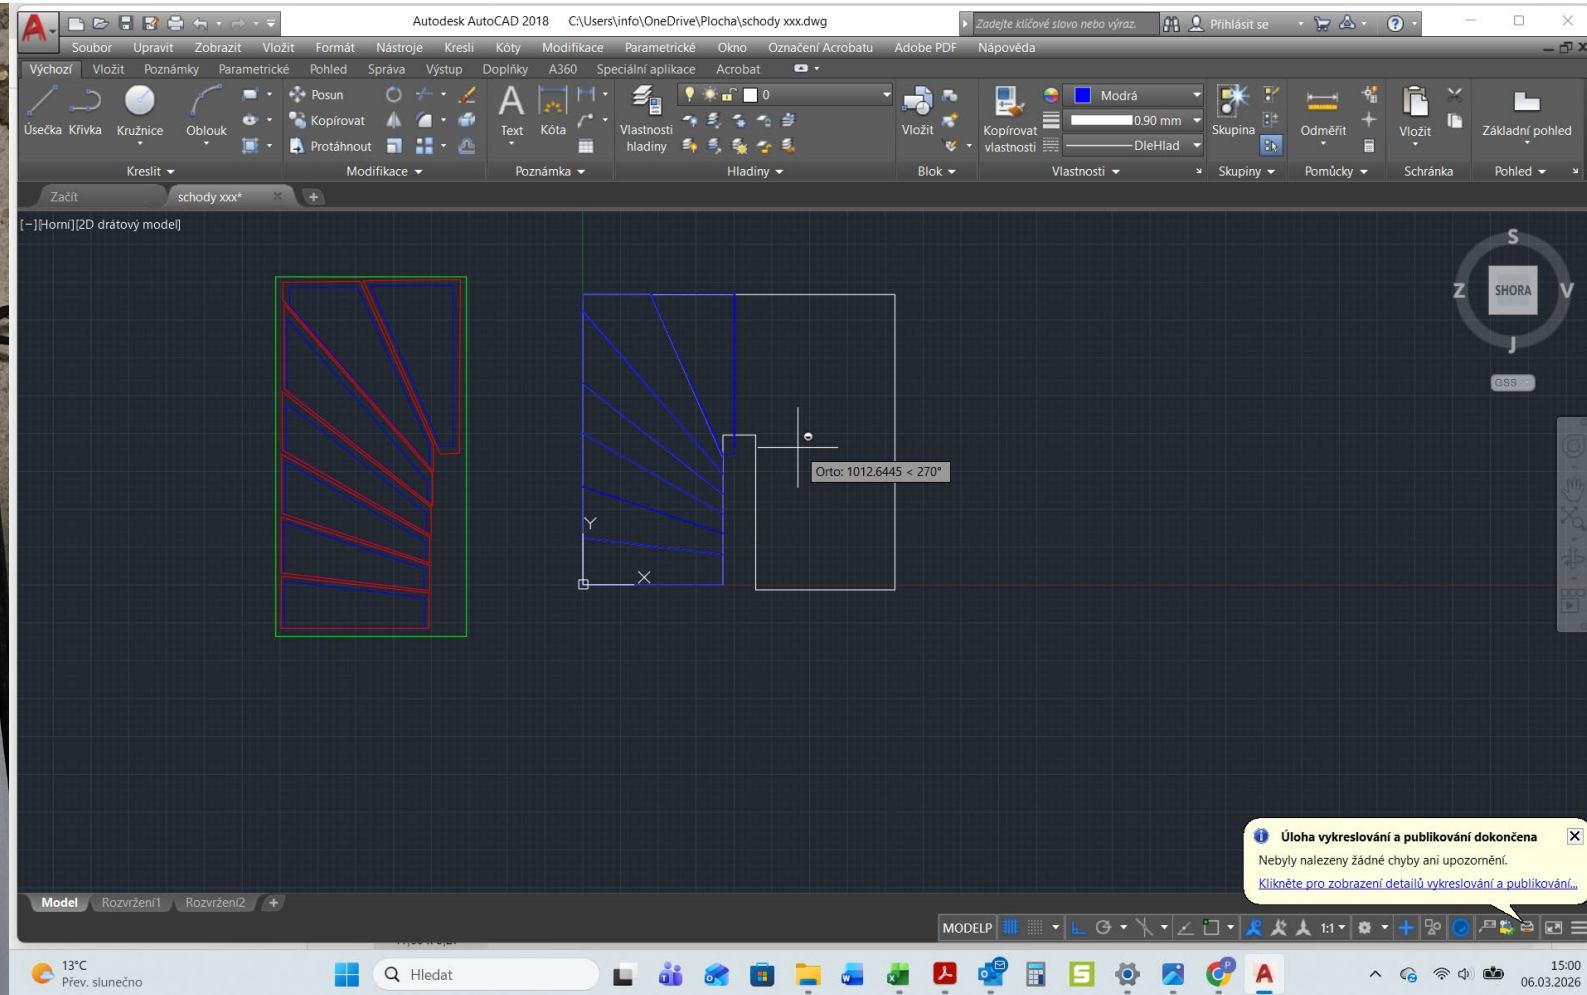 Autodesk AutoCAD 2018 C:\Users\info\OneDrive\Plocha\schody xxx.dwg
Zadejte klíčové slovo nebo výraz.
Přihlásit se
Soubor Upravit Zobrazit Vložit Formát Nástroje Kresli Kóty Modifikace Parametrické Okno Označení Acrobatu Adobe PDF Nápověda
Výchozí Vložit Poznámky Parametrické Pohled Správa Výstup Doplňky A360 Speciální aplikace Acrobat
Posun
Kopírovat
Protáhnout
Úsečka Křivka Kružnice Oblouk
Text Kóta
Vlastnosti
hladiny
0
Vložit
Kopírovat
vlastnosti
Modrá
0.90 mm
DleHlad
Skupina
Odměřit
Vložit
Základní pohled
Kreslit Modifikace Poznámka Hladiny Blok Vlastnosti Skupiny Pomůcky Schránka Pohled
Začít schody xxx*
[−][Horní][2D drátový model]
S
Z SHORA V
J
GSS
Orto: 1012.6445 < 270°
Y
X
Úloha vykreslování a publikování dokončena
Nebyly nalezeny žádné chyby ani upozornění.
Klikněte pro zobrazení detailů vykreslování a publikování...
Model Rozvržení1 Rozvržení2
MODELP 1:1
13°C
Přev. slunečno
Hledat
15:00
06.03.2026